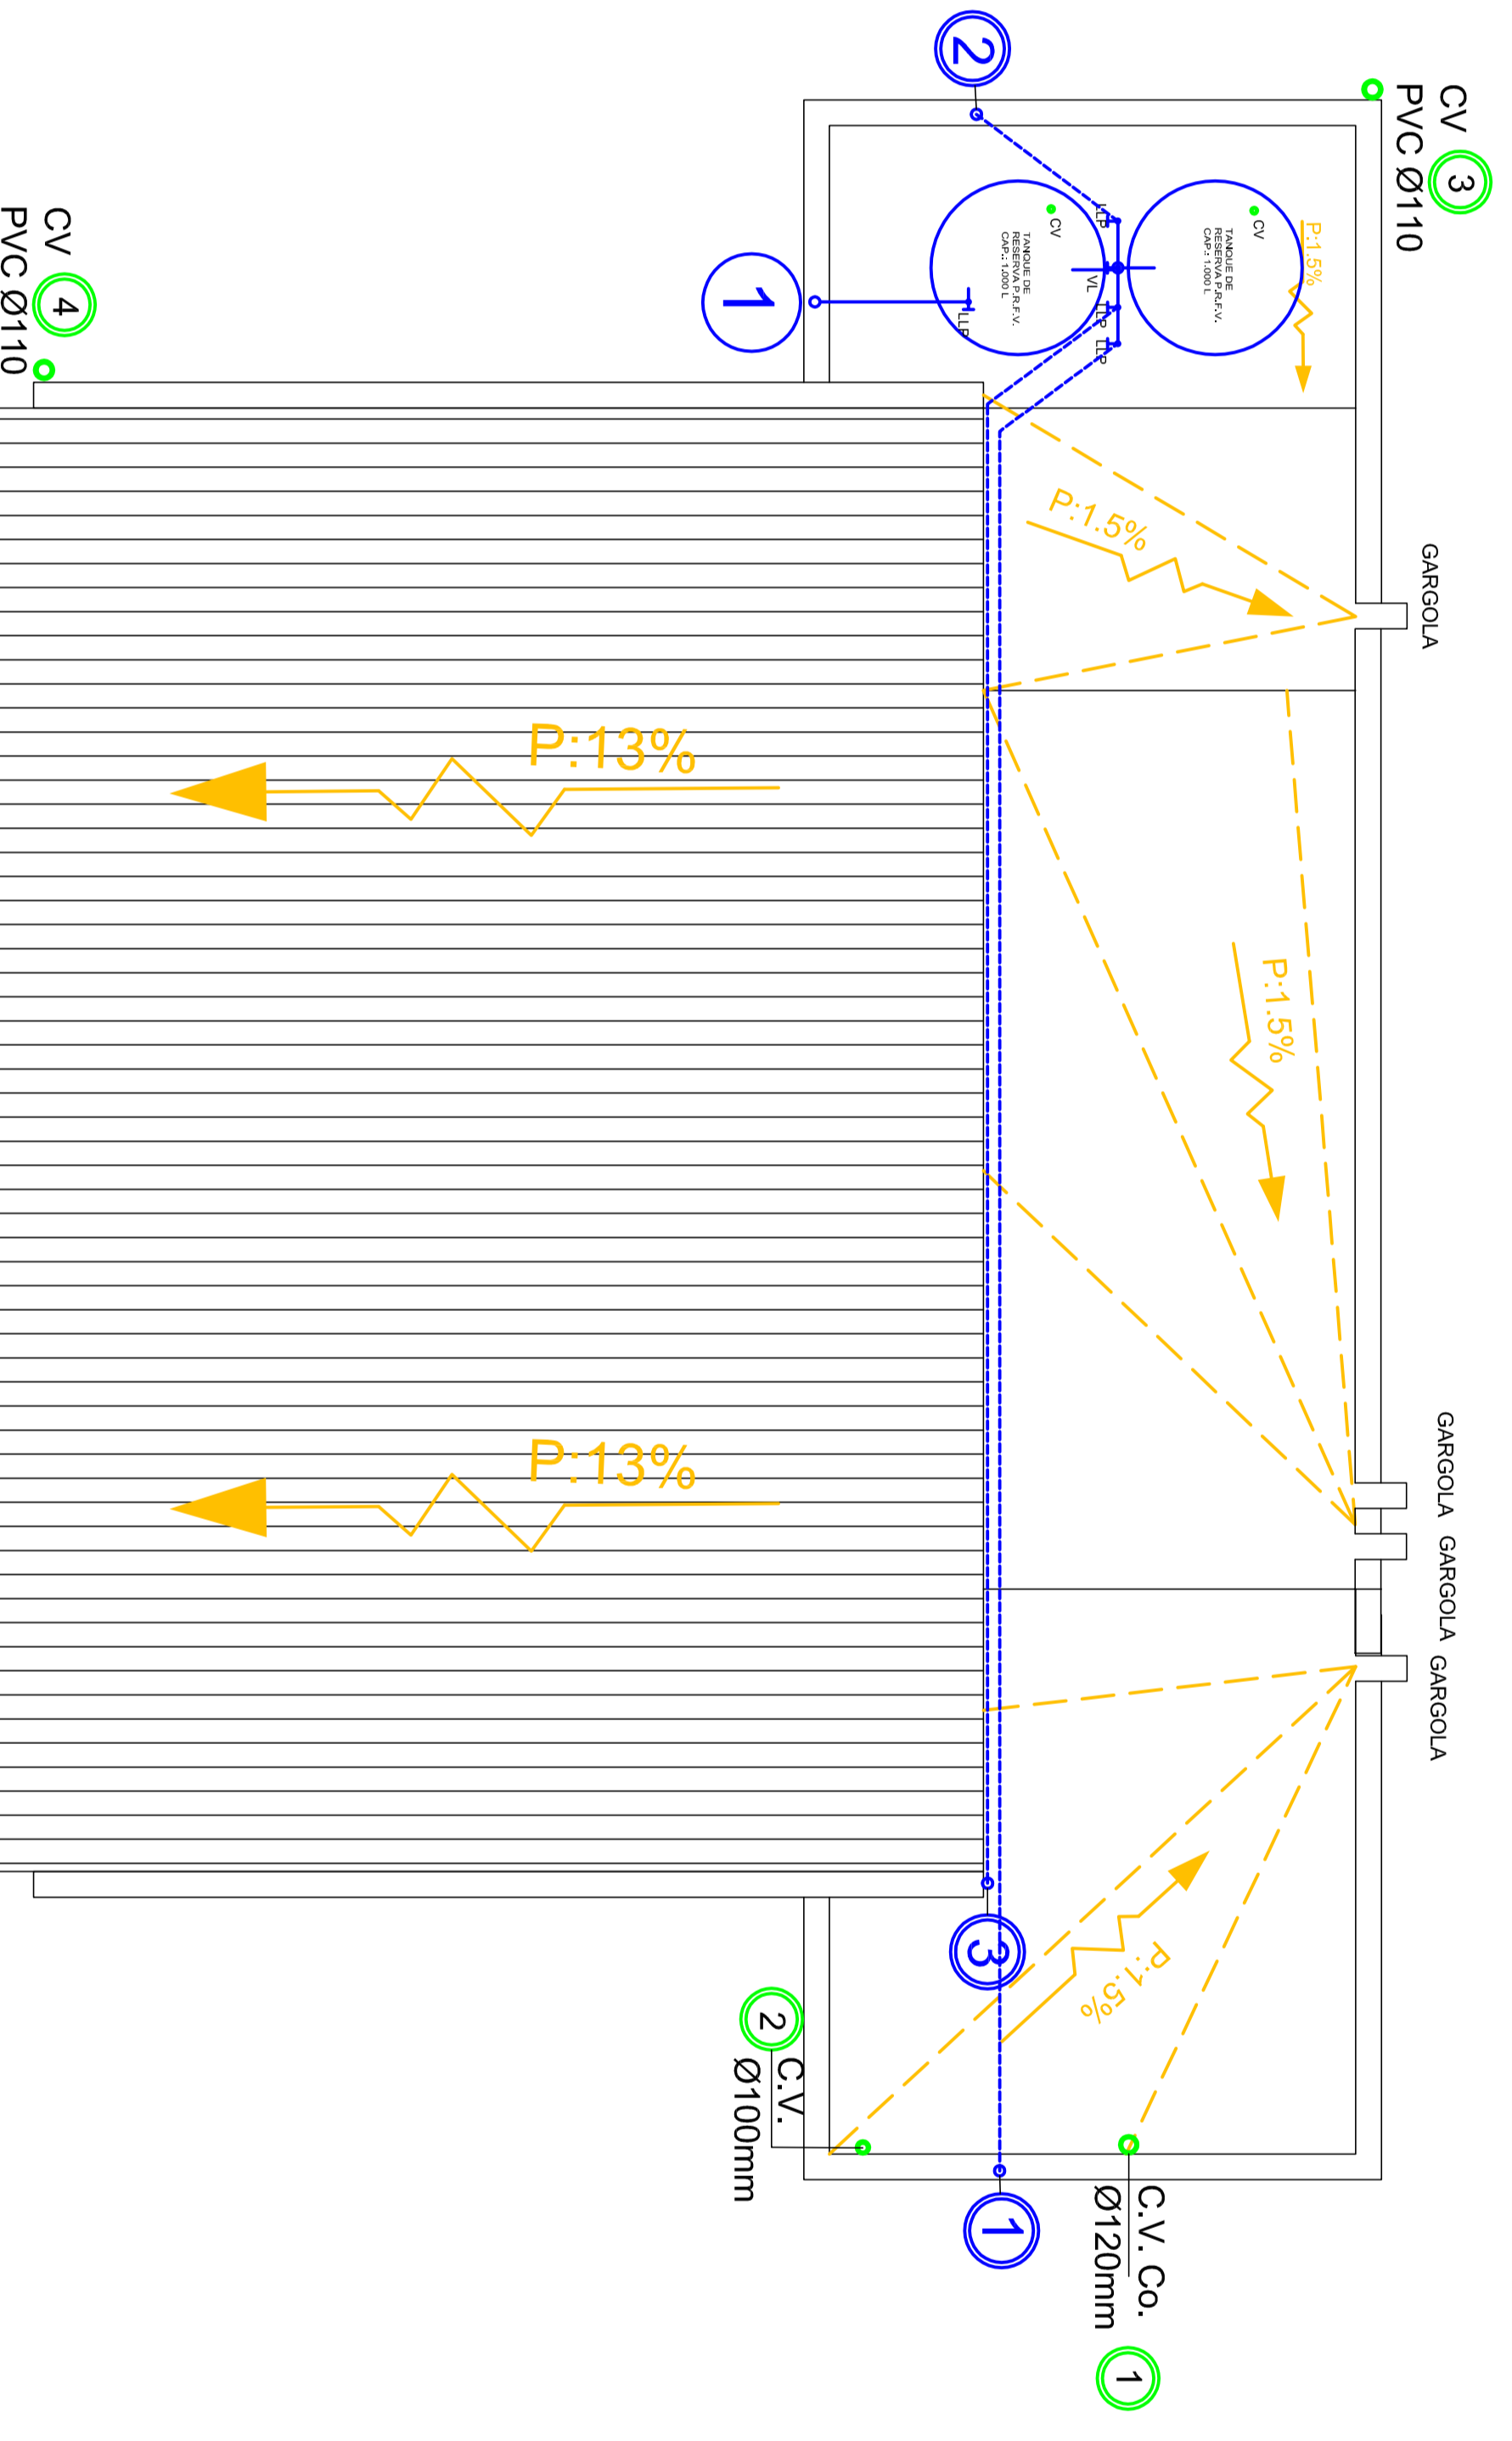 CV
3
PVC Ø110
2
P:1.5%
CV
TANQUE DE
RESERVA P.R.F.V.
CAP.: 1.000 L
CV
TANQUE DE
RESERVA P.R.F.V.
CAP.: 1.000 L
LLP
VL
LLP
LLP
LLP
1
CV
4
PVC Ø110
P:1.5%
GARGOLA
P:13%
P:1.5%
GARGOLA
GARGOLA
GARGOLA
P:13%
3
P:1.5%
2
C.V.
Ø100mm
1
C.V. Co.
Ø120mm
1